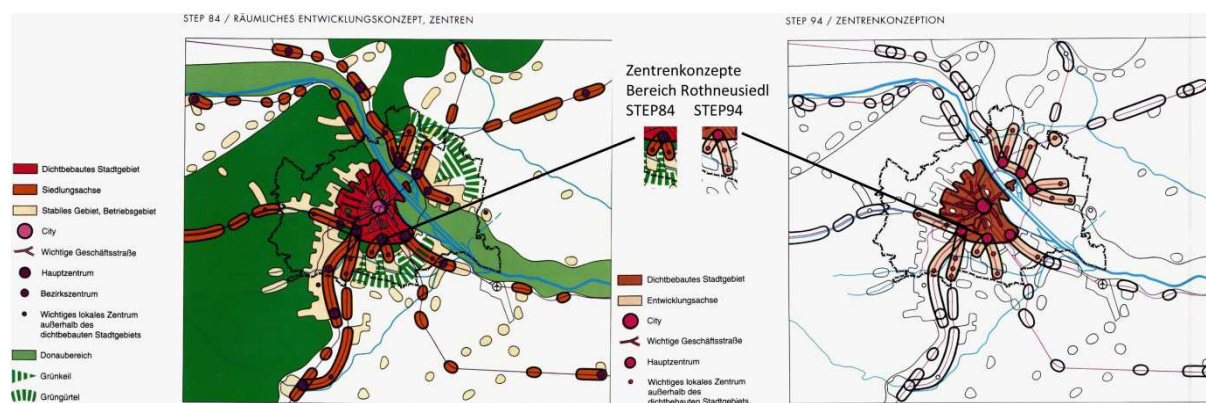 STEP 84 / RÄUMLICHES ENTWICKLUNGSKONZEPT, ZENTREN
Dichtbebautes Stadtgebiet
Siedlungsachse
Stabiles Gebiet, Betriebsgebiet
City
Wichtige Geschäftsstraße
Hauptzentrum
Bezirkszentrum
Wichtiges lokales Zentrum
außerhalb des
dichtbebauten Stadtgebiets
Donaubereich
Grünkeil
Grüngürtel
Zentrenkonzepte
Bereich Rothneusiedl
STEP84 STEP94
STEP 94 / ZENTRENKONZEPTION
Dichtbebautes Stadtgebiet
Entwicklungsachse
City
Wichtige Geschäftsstraße
Hauptzentrum
Wichtiges lokales Zentrum
außerhalb des
dichtbebauten Stadtgebiets